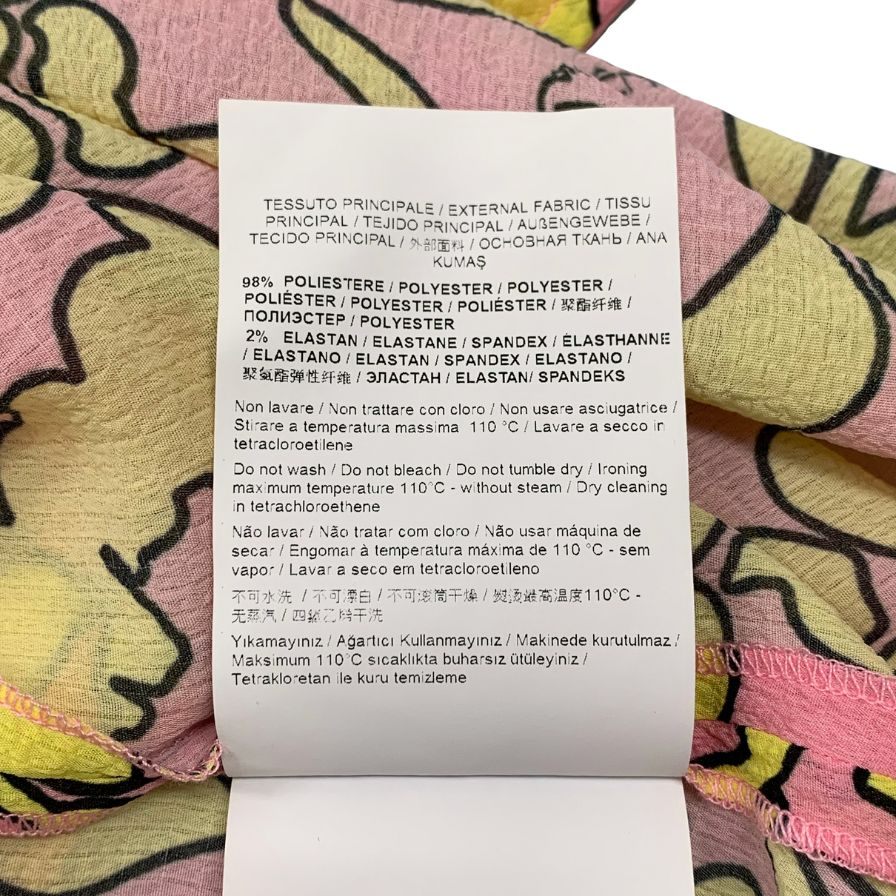 TESSUTO PRINCIPALE / EXTERNAL FABRIC / TISSU
PRINCIPAL / TEJIDO PRINCIPAL / AUßENGEWEBE /
TECIDO PRINCIPAL / 外部面料 / ОСНОВНАЯ ТКАНЬ / ANA
KUMAŞ
98% POLIESTERE / POLYESTER / POLYESTER /
POLIÉSTER / POLYESTER / POLIÉSTER / 聚酯纤维 /
ПОЛИЭСТЕР / POLYESTER
2% ELASTAN / ELASTANE / SPANDEX / ÉLASTHANNE
/ ELASTANO / ELASTAN / SPANDEX / ELASTANO /
聚氨酯弹性纤维 / ЭЛАСТАН / ELASTAN/ SPANDEKS
Non lavare / Non trattare con cloro / Non usare asciugatrice /
Stirare a temperatura massima 110 °C / Lavare a secco in
tetracloroetilene
Do not wash / Do not bleach / Do not tumble dry / Ironing
maximum temperature 110°C - without steam / Dry cleaning
in tetrachloroethene
Não lavar / Não tratar com cloro / Não usar máquina de
secar / Engomar à temperatura máxima de 110 °C - sem
vapor / Lavar a seco em tetracloroetileno
不可水洗 / 不可漂白 / 不可滚筒干燥 / 熨烫最高温度110°C -
无蒸汽 / 四氯乙烯干洗
Yıkamayınız / Ağartıcı Kullanmayınız / Makinede kurutulmaz /
Maksimum 110°C sıcaklıkta buharsız ütüleyiniz /
Tetrakloretan ile kuru temizleme